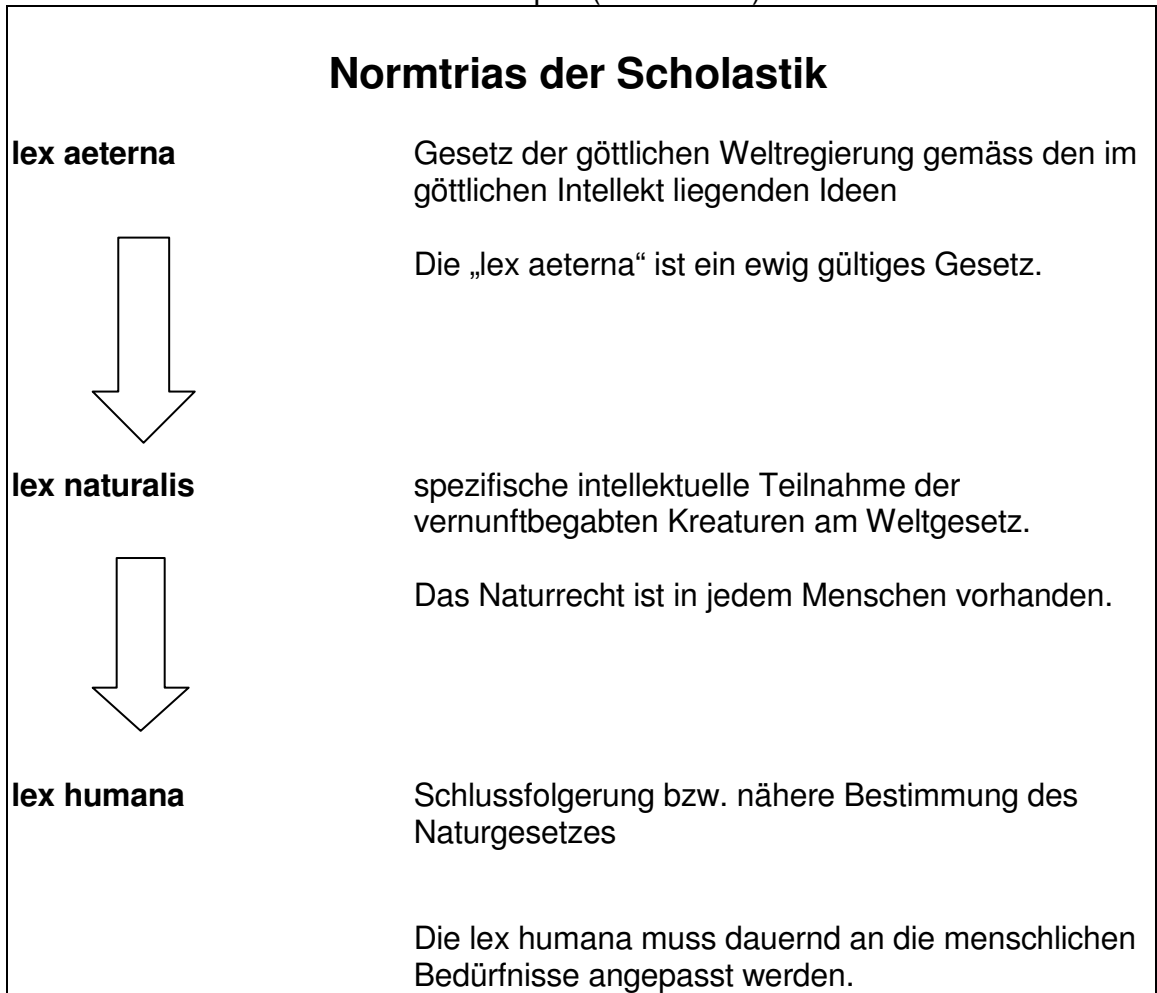 Normtrias der Scholastik
lex aeterna Gesetz der göttlichen Weltregierung gemäss den im
göttlichen Intellekt liegenden Ideen
Die „lex aeterna“ ist ein ewig gültiges Gesetz.
lex naturalis spezifische intellektuelle Teilnahme der
vernunftbegabten Kreaturen am Weltgesetz.
Das Naturrecht ist in jedem Menschen vorhanden.
lex humana Schlussfolgerung bzw. nähere Bestimmung des
Naturgesetzes
Die lex humana muss dauernd an die menschlichen
Bedürfnisse angepasst werden.